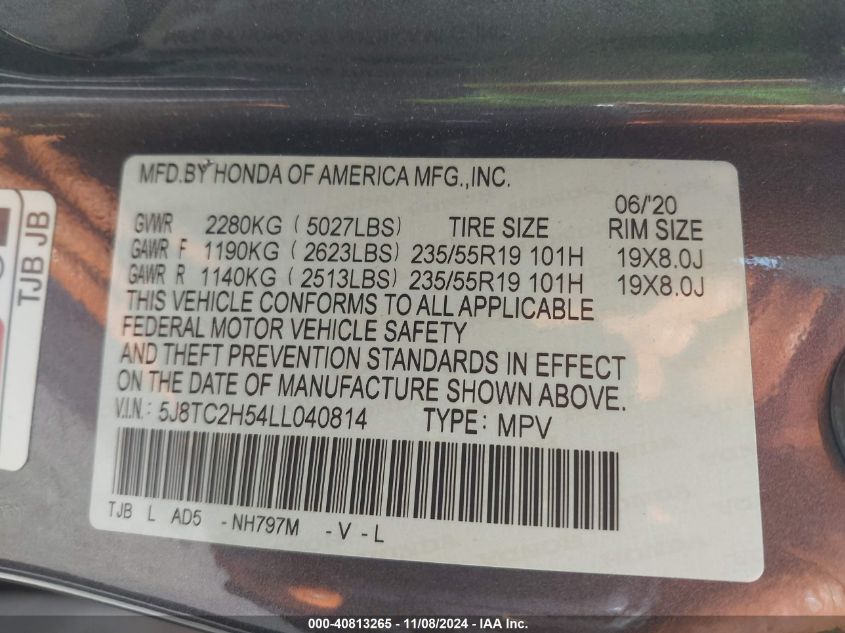 MFD.BY HONDA OF AMERICA MFG.,INC.
06/'20
GVWR 2280KG (5027LBS) TIRE SIZE RIM SIZE
GAWR F 1190KG (2623LBS) 235/55R19 101H 19X8.0J
GAWR R 1140KG (2513LBS) 235/55R19 101H 19X8.0J
THIS VEHICLE CONFORMS TO ALL APPLICABLE
FEDERAL MOTOR VEHICLE SAFETY
AND THEFT PREVENTION STANDARDS IN EFFECT
ON THE DATE OF MANUFACTURE SHOWN ABOVE.
V.I.N.: 5J8TC2H54LL040814 TYPE: MPV
TJB L AD5 -NH797M -V-L
TJB JB
000-40813265 - 11/08/2024 - IAA Inc.